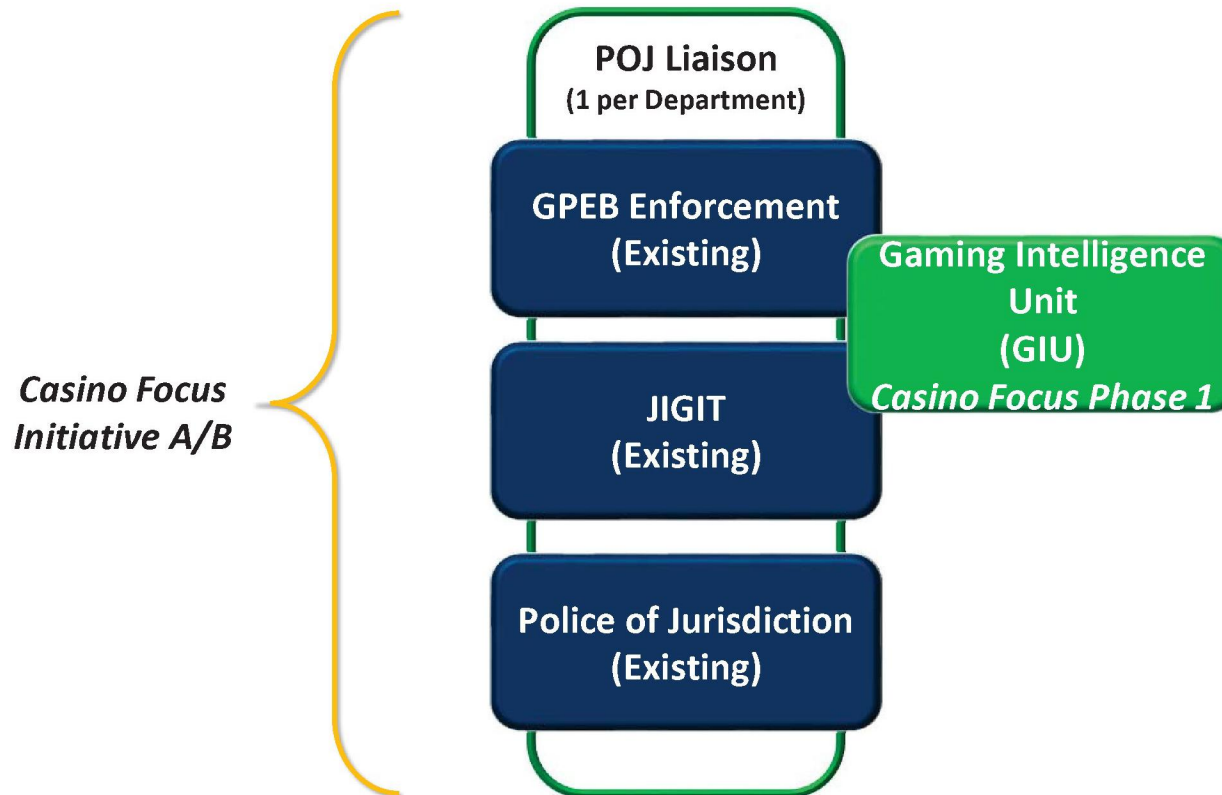 POJ Liaison
(1 per Department)
GPEB Enforcement
(Existing)
Gaming Intelligence
Unit
(GIU)
Casino Focus Phase 1
Casino Focus
Initiative A/B
JIGIT
(Existing)
Police of Jurisdiction
(Existing)